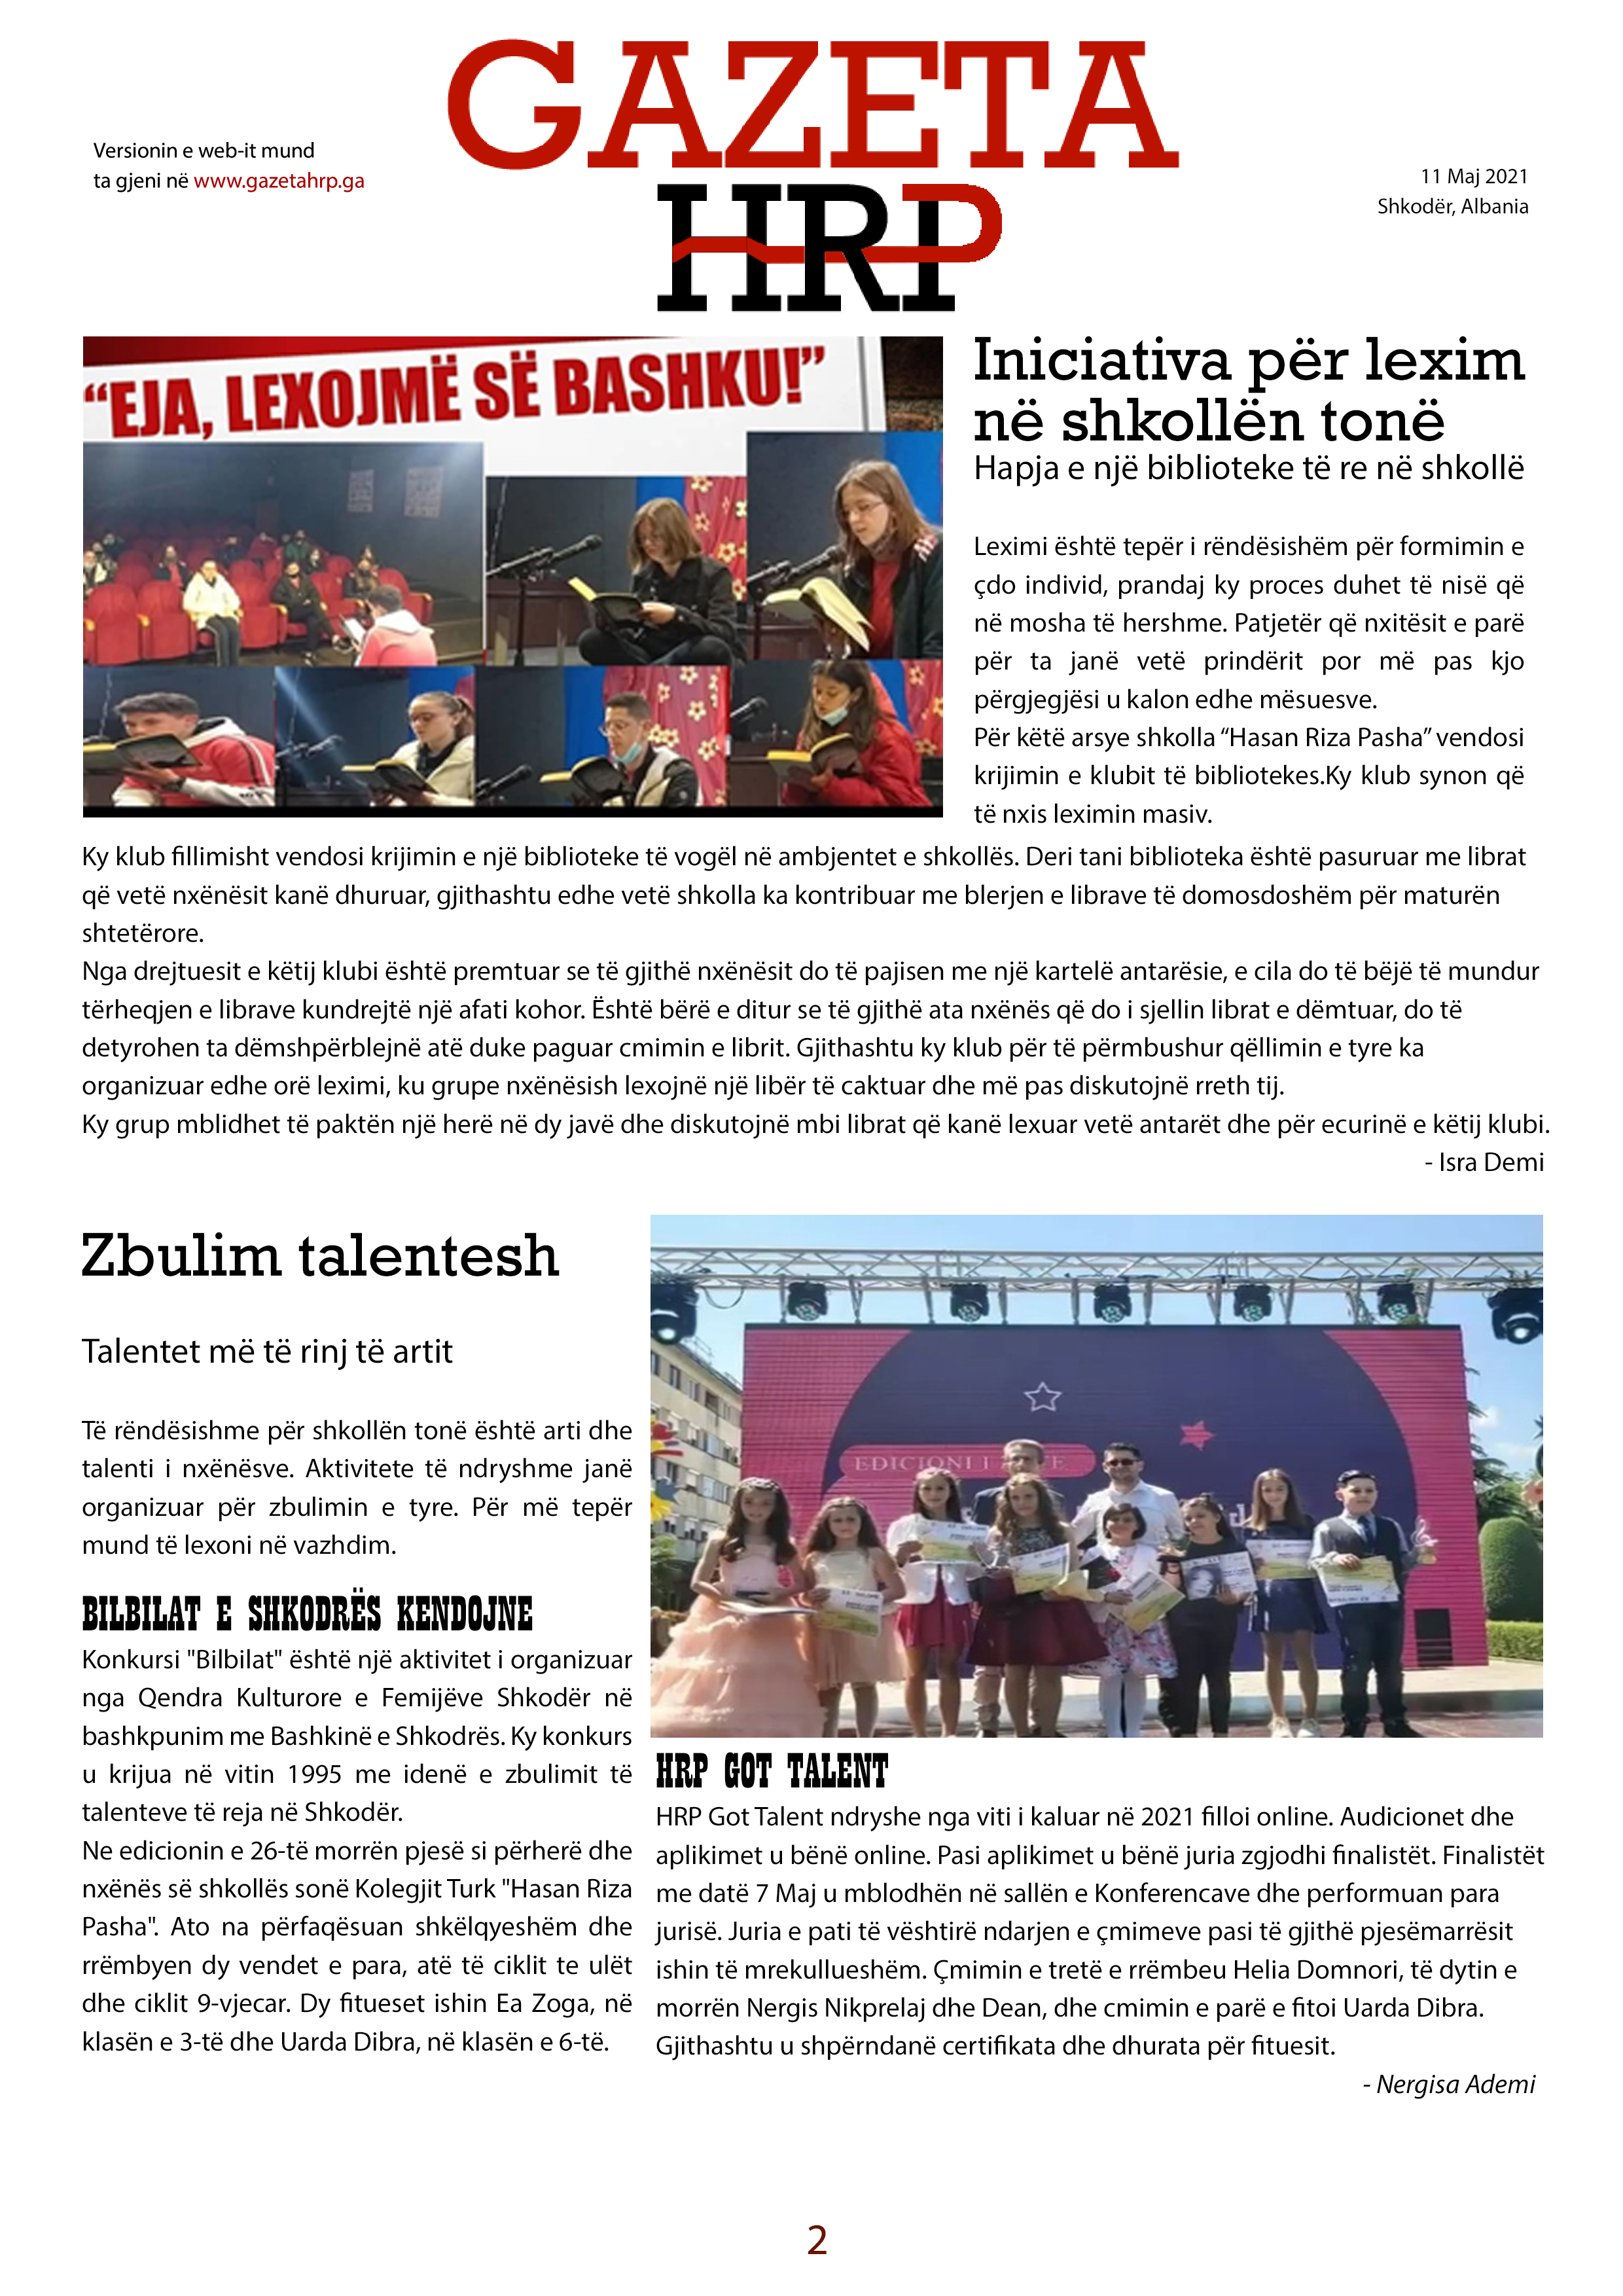 GAZETA
HRP
Versionin e web-it mund
ta gjeni në www.gazetahrp.ga
11 Maj 2021
Shkodër, Albania
“EJA, LEXOJMË SË BASHKU!”
Iniciativa për lexim
në shkollën tonë
Hapja e një biblioteke të re në shkollë
Leximi është tepër i rëndësishëm për formimin e
çdo individ, prandaj ky proces duhet të nisë që
në mosha të hershme. Patjetër që nxitësit e parë
për ta janë vetë prindërit por më pas kjo
përgjegjësi u kalon edhe mësuesve.
Për këtë arsye shkolla “Hasan Riza Pasha” vendosi
krijimin e klubit të bibliotekes.Ky klub synon që
të nxis leximin masiv.
Ky klub fillimisht vendosi krijimin e një biblioteke të vogël në ambjentet e shkollës. Deri tani biblioteka është pasuruar me librat
që vetë nxënësit kanë dhuruar, gjithashtu edhe vetë shkolla ka kontribuar me blerjen e librave të domosdoshëm për maturën
shtetërore.
Nga drejtuesit e këtij klubi është premtuar se të gjithë nxënësit do të pajisen me një kartelë antarësie, e cila do të bëjë të mundur
tërheqjen e librave kundrejtë një afati kohor. Është bërë e ditur se të gjithë ata nxënës që do i sjellin librat e dëmtuar, do të
detyrohen ta dëmshpërblejnë atë duke paguar cmimin e librit. Gjithashtu ky klub për të përmbushur qëllimin e tyre ka
organizuar edhe orë leximi, ku grupe nxënësish lexojnë një libër të caktuar dhe më pas diskutojnë rreth tij.
Ky grup mblidhet të paktën një herë në dy javë dhe diskutojnë mbi librat që kanë lexuar vetë antarët dhe për ecurinë e këtij klubi.
- Isra Demi
Zbulim talentesh
Talentet më të rinj të artit
Të rëndësishme për shkollën tonë është arti dhe
talenti i nxënësve. Aktivitete të ndryshme janë
organizuar për zbulimin e tyre. Për më tepër
mund të lexoni në vazhdim.
BILBILAT E SHKODRËS KENDOJNE
Konkursi "Bilbilat" është një aktivitet i organizuar
nga Qendra Kulturore e Femijëve Shkodër në
bashkpunim me Bashkinë e Shkodrës. Ky konkurs
u krijua në vitin 1995 me idenë e zbulimit të
talenteve të reja në Shkodër.
Ne edicionin e 26-të morrën pjesë si përherë dhe
nxënës së shkollës sonë Kolegjit Turk "Hasan Riza
Pasha". Ato na përfaqësuan shkëlqyeshëm dhe
rrëmbyen dy vendet e para, atë të ciklit te ulët
dhe ciklit 9-vjecar. Dy fitueset ishin Ea Zoga, në
klasën e 3-të dhe Uarda Dibra, në klasën e 6-të.
EDICIONI I
HRP GOT TALENT
HRP Got Talent ndryshe nga viti i kaluar në 2021 filloi online. Audicionet dhe
aplikimet u bënë online. Pasi aplikimet u bënë juria zgjodhi finalistët. Finalistët
me datë 7 Maj u mblodhën në sallën e Konferencave dhe performuan para
jurisë. Juria e pati të vështirë ndarjen e çmimeve pasi të gjithë pjesëmarrësit
ishin të mrekullueshëm. Çmimin e tretë e rrëmbeu Helia Domnori, të dytin e
morrën Nergis Nikprelaj dhe Dean, dhe cmimin e parë e fitoi Uarda Dibra.
Gjithashtu u shpërndanë certifikata dhe dhurata për fituesit.
- Nergisa Ademi
2